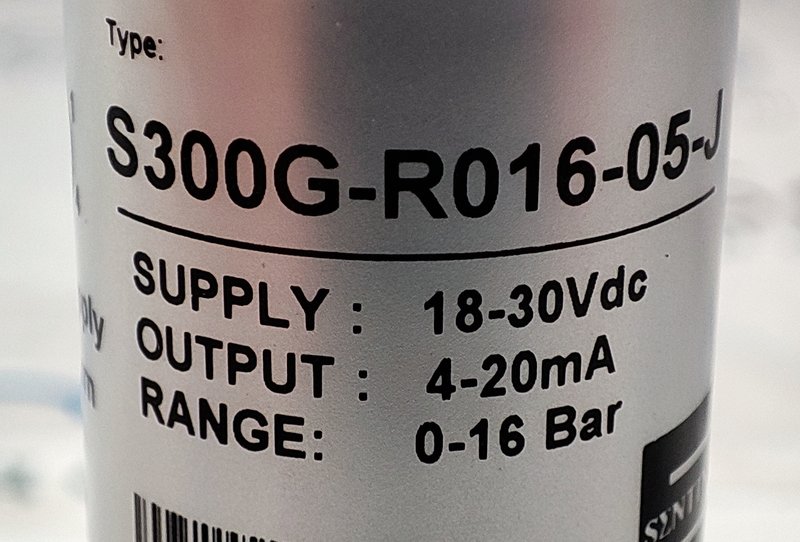 Type:
S300G-R016-05-J
SUPPLY : 18-30Vdc
OUTPUT : 4-20mA
RANGE: 0-16 Bar